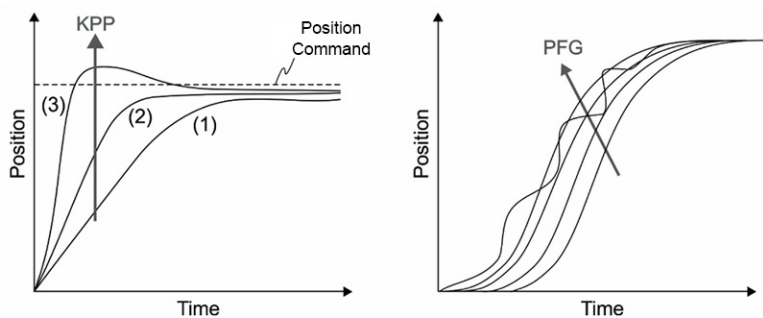 KPP
Position
Command
(3)
(2)
(1)
Position
Time
PFG
Position
Time